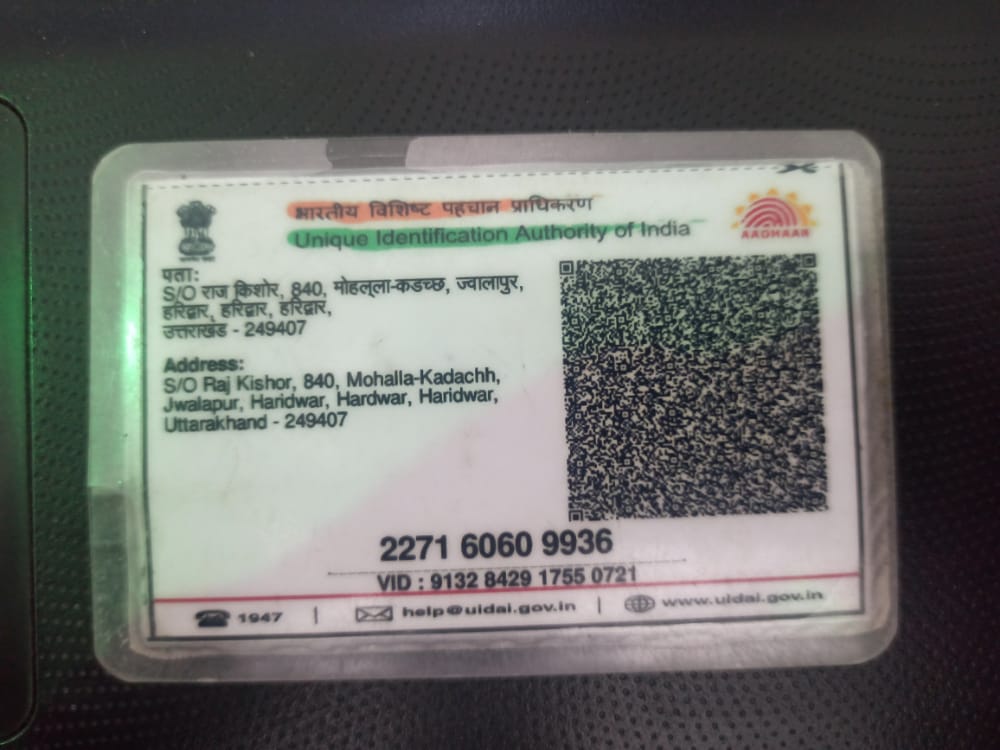 भारतीय विशिष्ट पहचान प्राधिकरण
Unique Identification Authority of India
AADHAAR
पता:
S/O राज किशोर, 840, मोहल्ला-कडच्छ, ज्वालापुर,
हरिद्वार, हरिद्वार, हरिद्वार,
उत्तराखंड - 249407
Address:
S/O Raj Kishor, 840, Mohalla-Kadachh,
Jwalapur, Haridwar, Hardwar, Haridwar,
Uttarakhand - 249407
2271 6060 9936
VID : 9132 8429 1755 0721
1947 | help@uidai.gov.in | www.uidai.gov.in